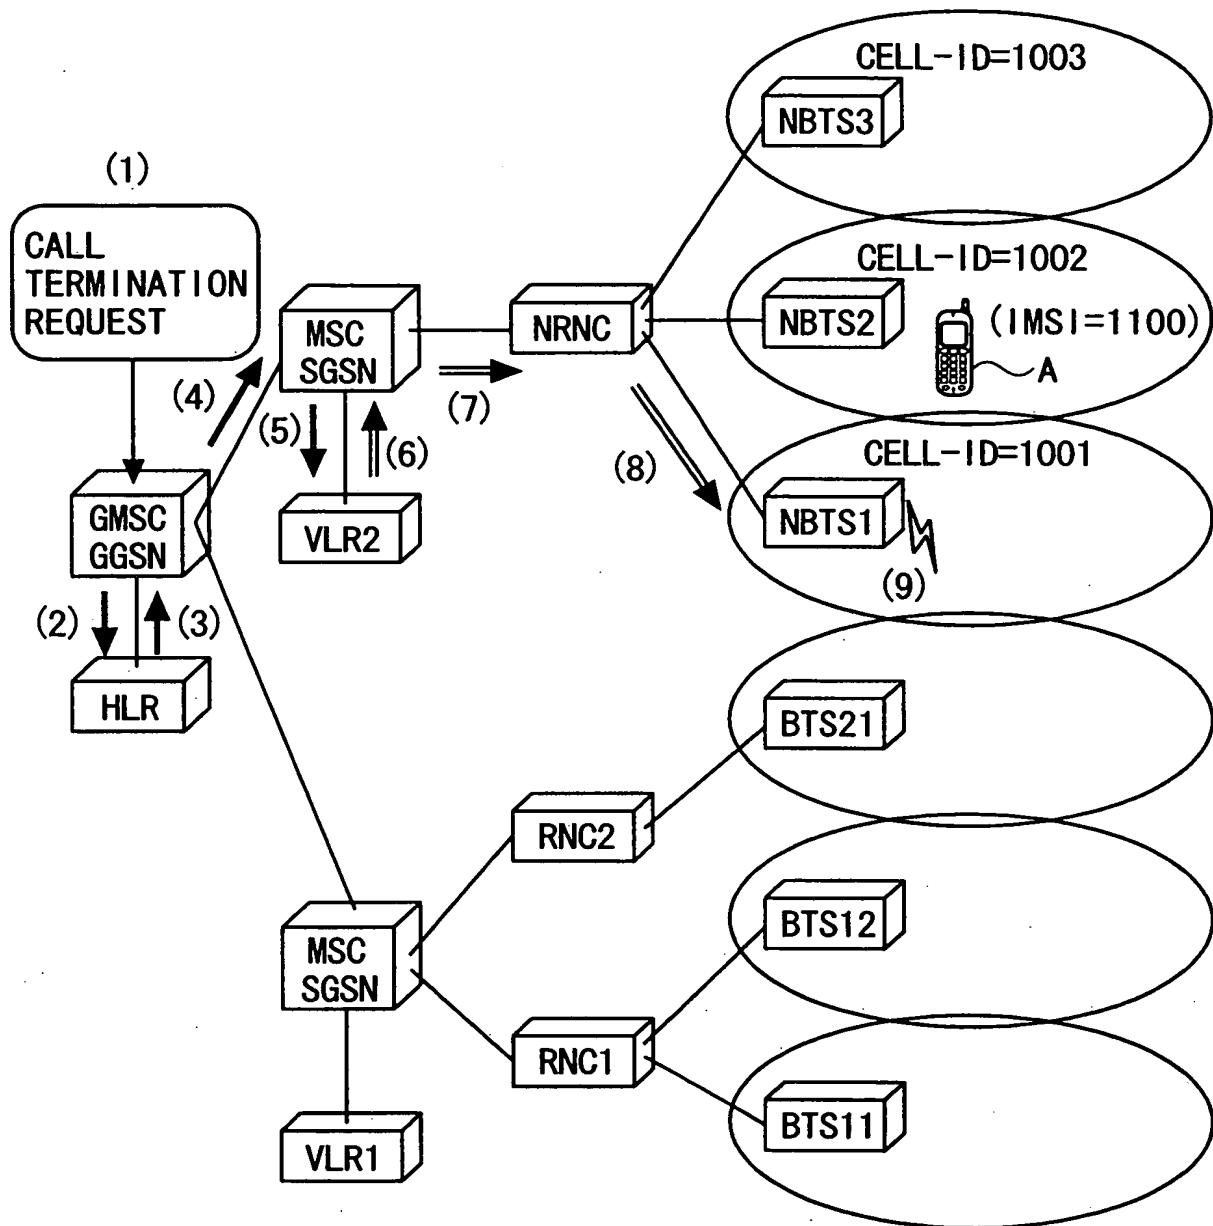 CELL-ID=1003
NBTS3
(1)
CALL
TERMINATION
REQUEST
CELL-ID=1002
MSC
SGSN
NRNC
NBTS2
(IMSI=1100)
A
(4)
(7)
(5)
(6)
(8)
CELL-ID=1001
GMSC
GGSN
VLR2
NBTS1
(9)
(2)
(3)
HLR
BTS21
RNC2
BTS12
MSC
SGSN
RNC1
BTS11
VLR1